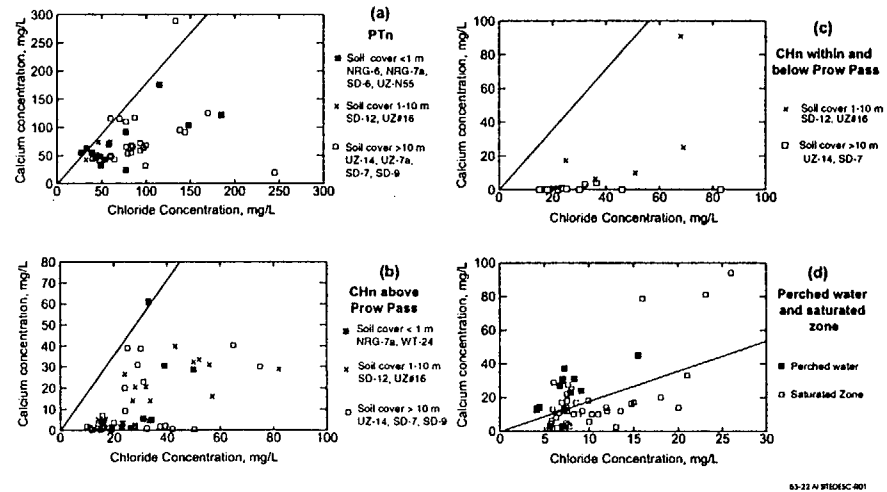 (a)
PTn
Soil cover <1 m
NRG-6, NRG-7a,
SD-6, UZ-N55
Soil cover 1-10 m
SD-12, UZ#16
Soil cover >10 m
UZ-14, UZ-7a,
SD-7, SD-9
Calcium concentration, mg/L
300
250
200
150
100
50
0
0
50
100
150
200
250
300
Chloride Concentration, mg/L
(c)
CHn within and
below Prow Pass
Soil cover 1-10 m
SD-12, UZ#16
Soil cover >10 m
UZ-14, SD-7
Calcium concentration, mg/L
100
80
60
40
20
0
0
20
40
60
80
100
Chloride Concentration, mg/L
(b)
CHn above
Prow Pass
Soil cover < 1 m
NRG-7a, WT-24
Soil cover 1-10 m
SD-12, UZ#16
Soil cover > 10 m
UZ-14, SD-7, SD-9
Calcium concentration, mg/L
80
70
60
50
40
30
20
10
0
0
20
40
60
80
100
Chloride Concentration, mg/L
(d)
Perched water
and saturated
zone
Perched water
Saturated Zone
Calcium concentration, mg/L
100
80
60
40
20
0
0
5
10
15
20
25
30
Chloride Concentration, mg/L